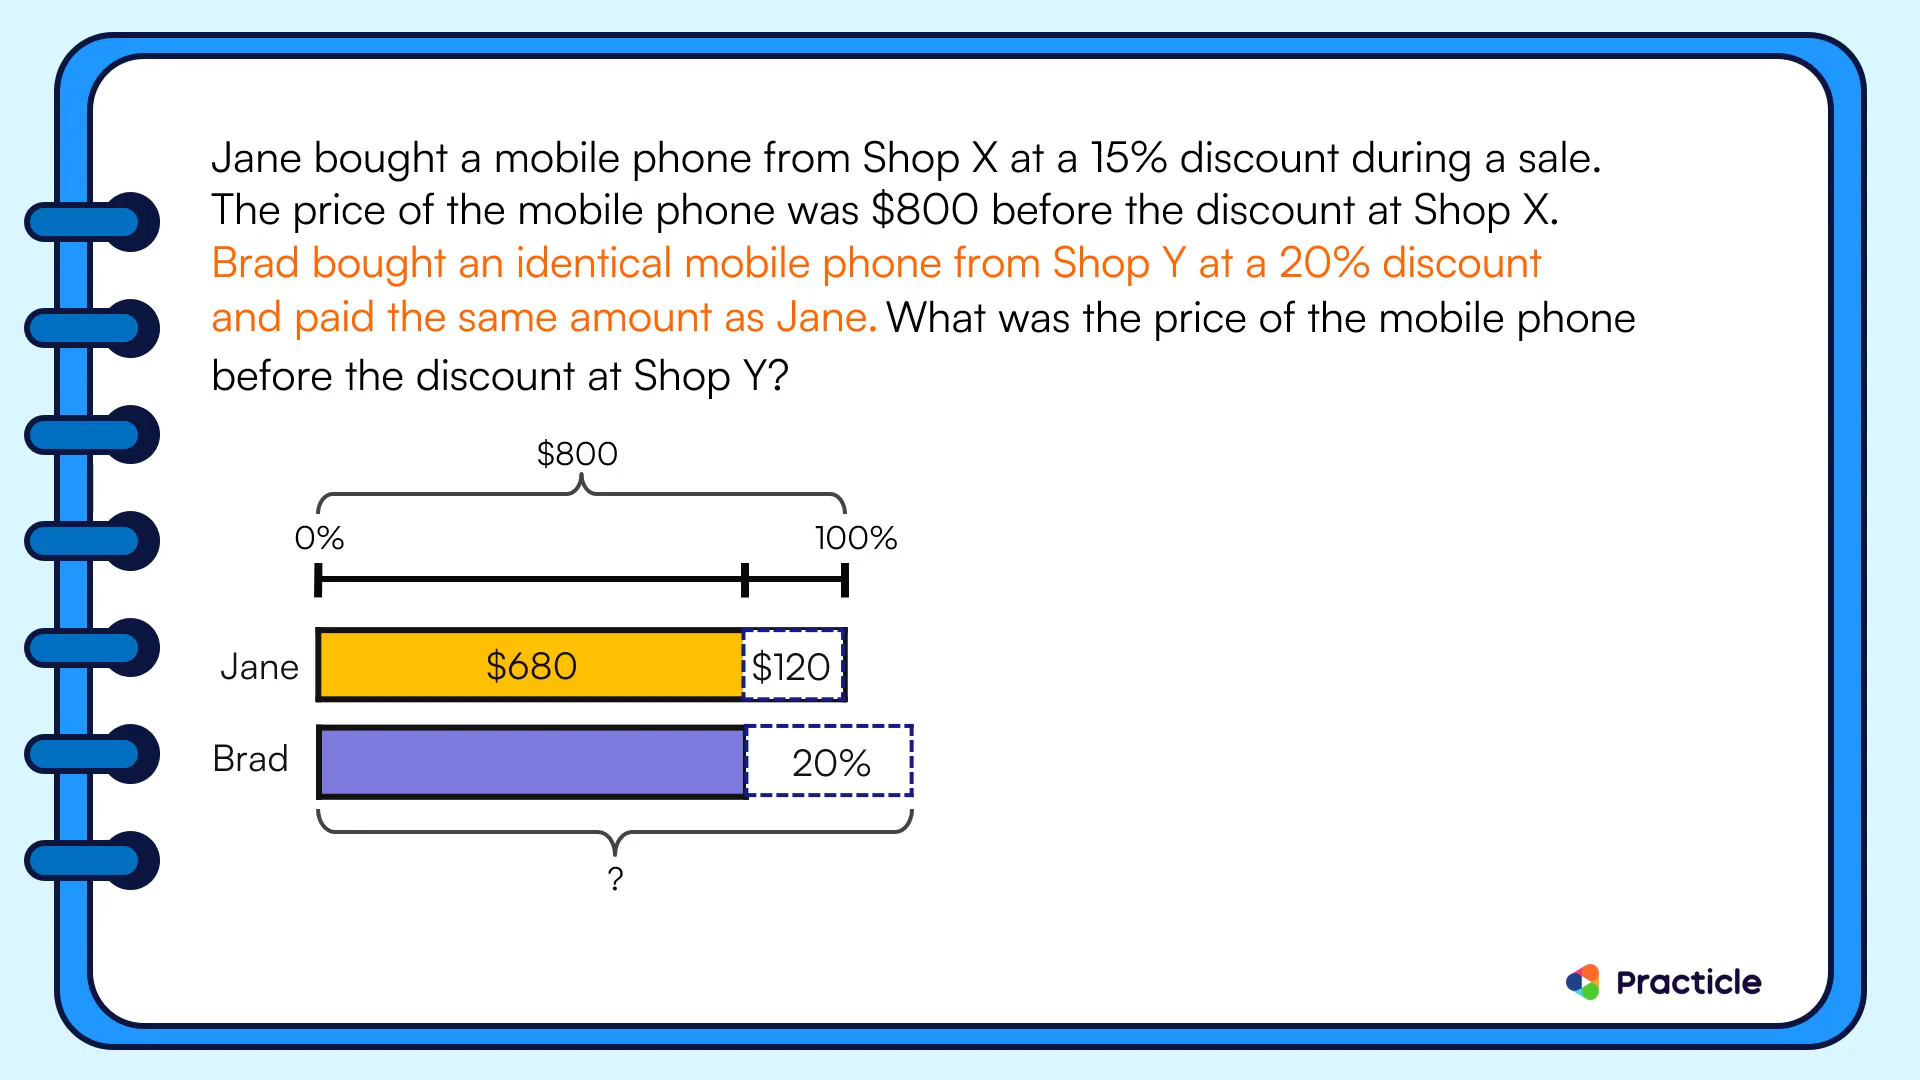 Jane bought a mobile phone from Shop X at a 15% discount during a sale.
The price of the mobile phone was $800 before the discount at Shop X.
Brad bought an identical mobile phone from Shop Y at a 20% discount
and paid the same amount as Jane. What was the price of the mobile phone
before the discount at Shop Y?
$800
0% 100%
Jane $680 $120
Brad 20%
?
Practicle